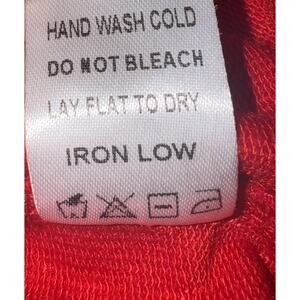 HAND WASH COLD
DO NOT BLEACH
LAY FLAT TO DRY
IRON LOW